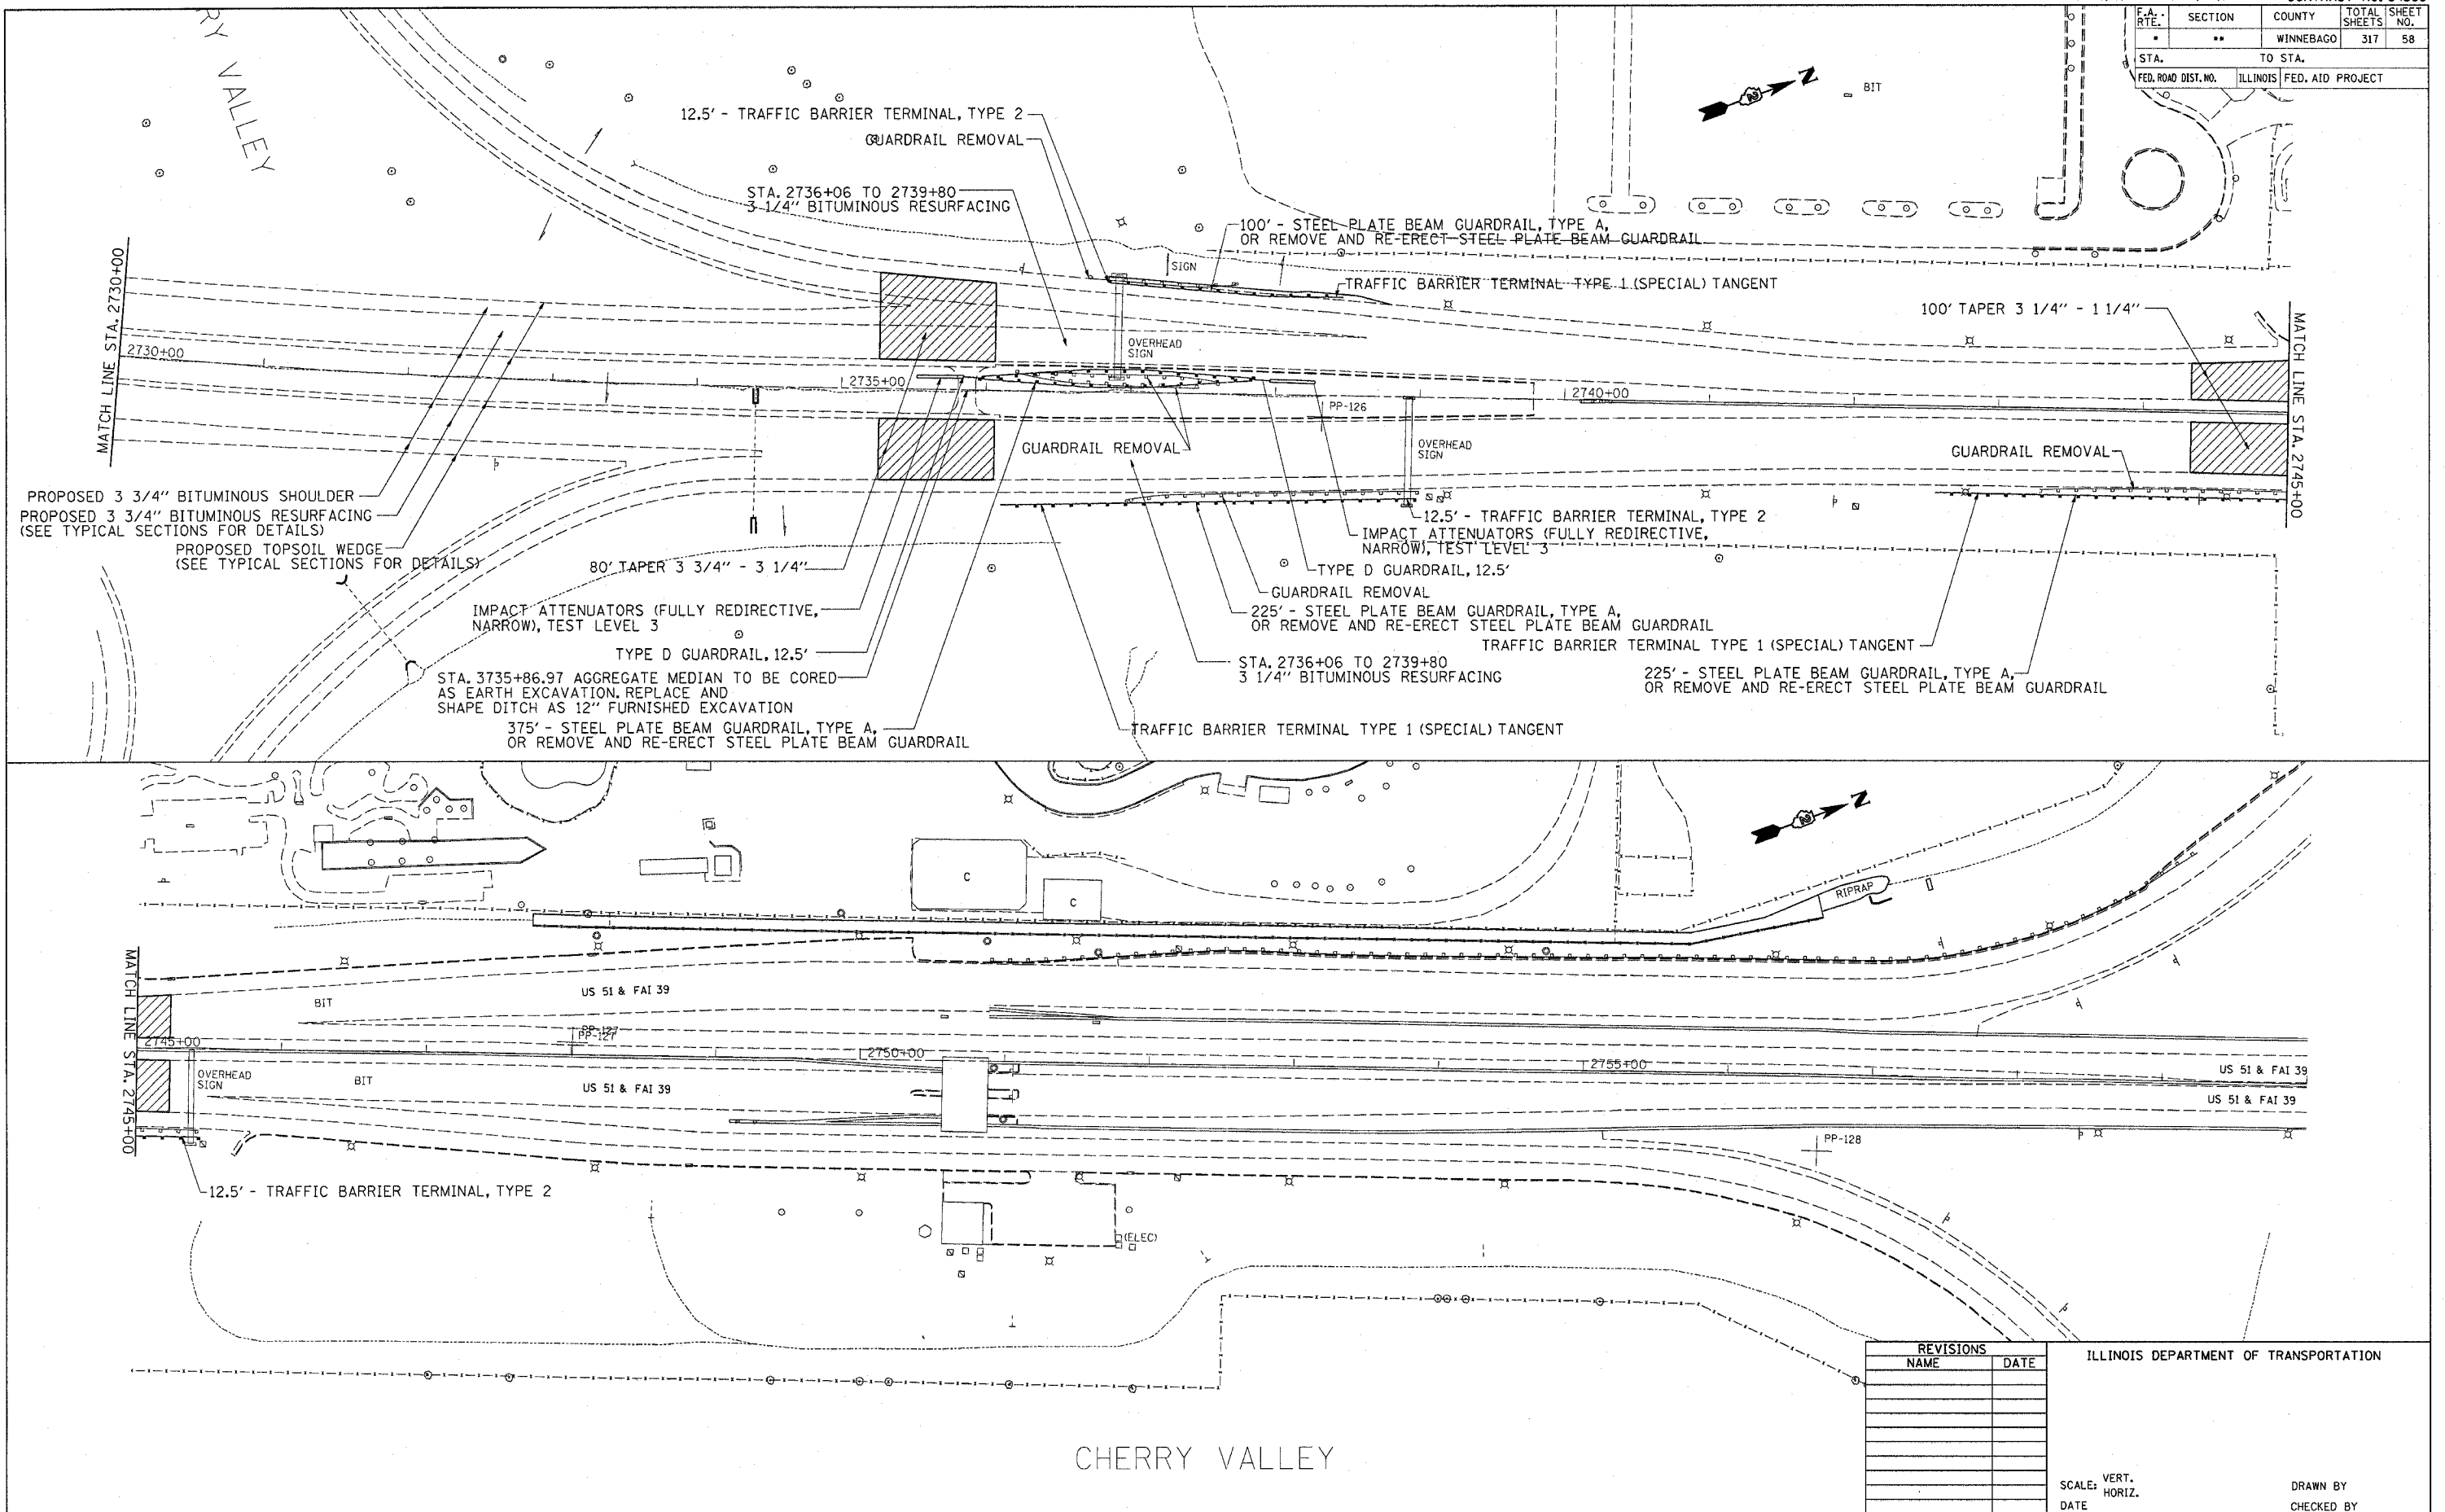 F.A. RTE.
SECTION
COUNTY
TOTAL SHEETS
SHEET NO.
*
**
WINNEBAGO
317
58
STA.
TO STA.
FED. ROAD DIST. NO.
ILLINOIS
FED. AID PROJECT
RY VALLEY
N
BIT
12.5' - TRAFFIC BARRIER TERMINAL, TYPE 2
GUARDRAIL REMOVAL
STA. 2736+06 TO 2739+80
3 1/4" BITUMINOUS RESURFACING
100' - STEEL PLATE BEAM GUARDRAIL, TYPE A,
OR REMOVE AND RE-ERECT STEEL PLATE BEAM GUARDRAIL
SIGN
TRAFFIC BARRIER TERMINAL TYPE 1 (SPECIAL) TANGENT
100' TAPER 3 1/4" - 1 1/4"
MATCH LINE STA. 2730+00
2730+00
OVERHEAD
SIGN
2735+00
2740+00
PP-126
MATCH LINE STA. 2745+00
OVERHEAD
SIGN
GUARDRAIL REMOVAL
GUARDRAIL REMOVAL
PROPOSED 3 3/4" BITUMINOUS SHOULDER
PROPOSED 3 3/4" BITUMINOUS RESURFACING
(SEE TYPICAL SECTIONS FOR DETAILS)
PROPOSED TOPSOIL WEDGE
(SEE TYPICAL SECTIONS FOR DETAILS)
12.5' - TRAFFIC BARRIER TERMINAL, TYPE 2
IMPACT ATTENUATORS (FULLY REDIRECTIVE,
NARROW), TEST LEVEL 3
80' TAPER 3 3/4" - 3 1/4"
TYPE D GUARDRAIL, 12.5'
GUARDRAIL REMOVAL
IMPACT ATTENUATORS (FULLY REDIRECTIVE,
NARROW), TEST LEVEL 3
225' - STEEL PLATE BEAM GUARDRAIL, TYPE A,
OR REMOVE AND RE-ERECT STEEL PLATE BEAM GUARDRAIL
TRAFFIC BARRIER TERMINAL TYPE 1 (SPECIAL) TANGENT
TYPE D GUARDRAIL, 12.5'
STA. 2736+06 TO 2739+80
3 1/4" BITUMINOUS RESURFACING
225' - STEEL PLATE BEAM GUARDRAIL, TYPE A,
OR REMOVE AND RE-ERECT STEEL PLATE BEAM GUARDRAIL
STA. 3735+86.97 AGGREGATE MEDIAN TO BE CORED
AS EARTH EXCAVATION. REPLACE AND
SHAPE DITCH AS 12" FURNISHED EXCAVATION
375' - STEEL PLATE BEAM GUARDRAIL, TYPE A,
OR REMOVE AND RE-ERECT STEEL PLATE BEAM GUARDRAIL
TRAFFIC BARRIER TERMINAL TYPE 1 (SPECIAL) TANGENT
N
C
C
RIPRAP
MATCH LINE STA. 2745+00
BIT
US 51 & FAI 39
PP-127
PP-127
2745+00
2750+00
2755+00
OVERHEAD
SIGN
BIT
US 51 & FAI 39
US 51 & FAI 39
US 51 & FAI 39
PP-128
12.5' - TRAFFIC BARRIER TERMINAL, TYPE 2
(ELEC)
CHERRY VALLEY
REVISIONS
NAME
DATE
ILLINOIS DEPARTMENT OF TRANSPORTATION
SCALE: VERT.
HORIZ.
DRAWN BY
DATE
CHECKED BY